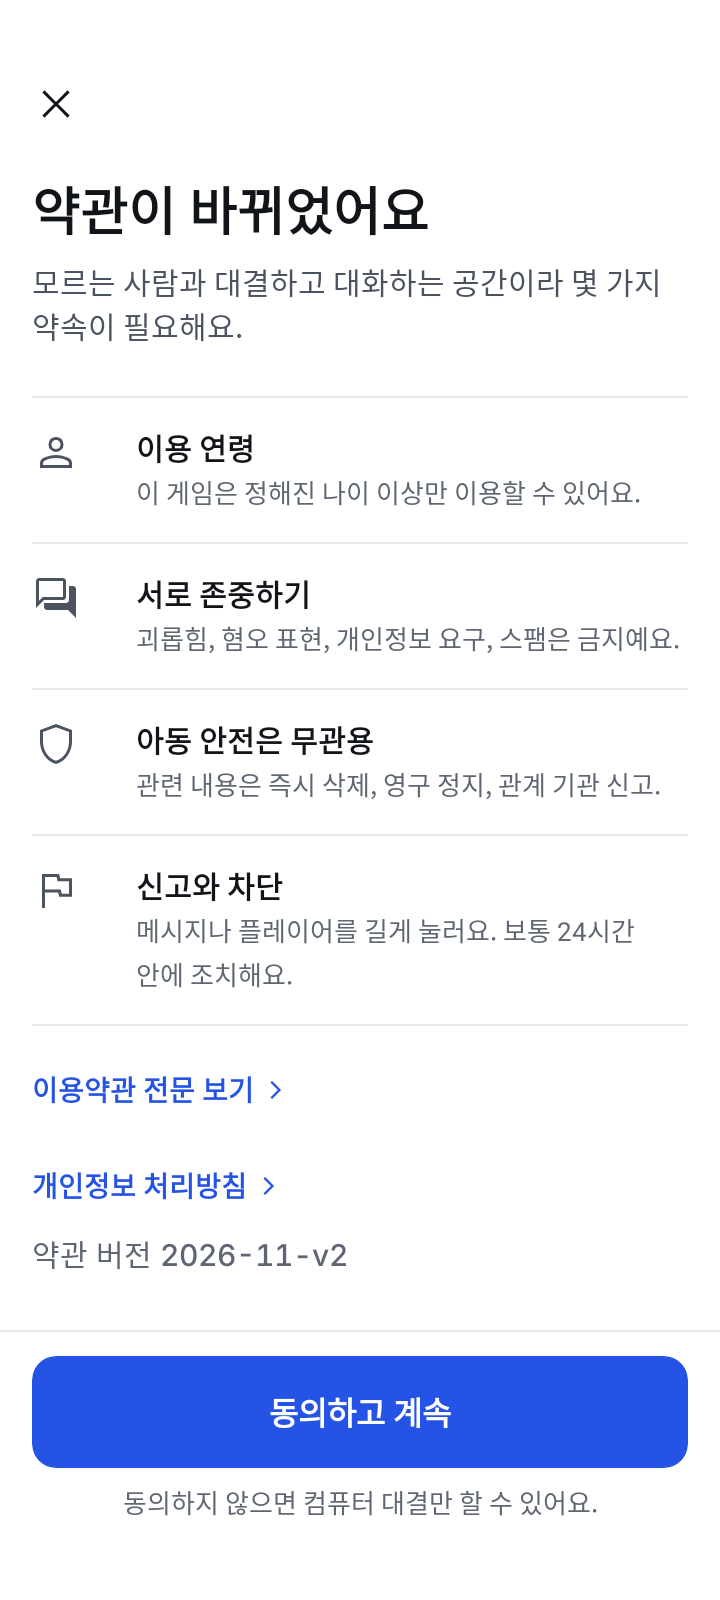 약관이 바뀌었어요
모르는 사람과 대결하고 대화하는 공간이라 몇 가지
약속이 필요해요.
이용 연령
이 게임은 정해진 나이 이상만 이용할 수 있어요.
서로 존중하기
괴롭힘, 혐오 표현, 개인정보 요구, 스팸은 금지예요.
아동 안전은 무관용
관련 내용은 즉시 삭제, 영구 정지, 관계 기관 신고.
신고와 차단
메시지나 플레이어를 길게 눌러요. 보통 24시간
안에 조치해요.
이용약관 전문 보기
개인정보 처리방침
약관 버전 2026-11-v2
동의하고 계속
동의하지 않으면 컴퓨터 대결만 할 수 있어요.